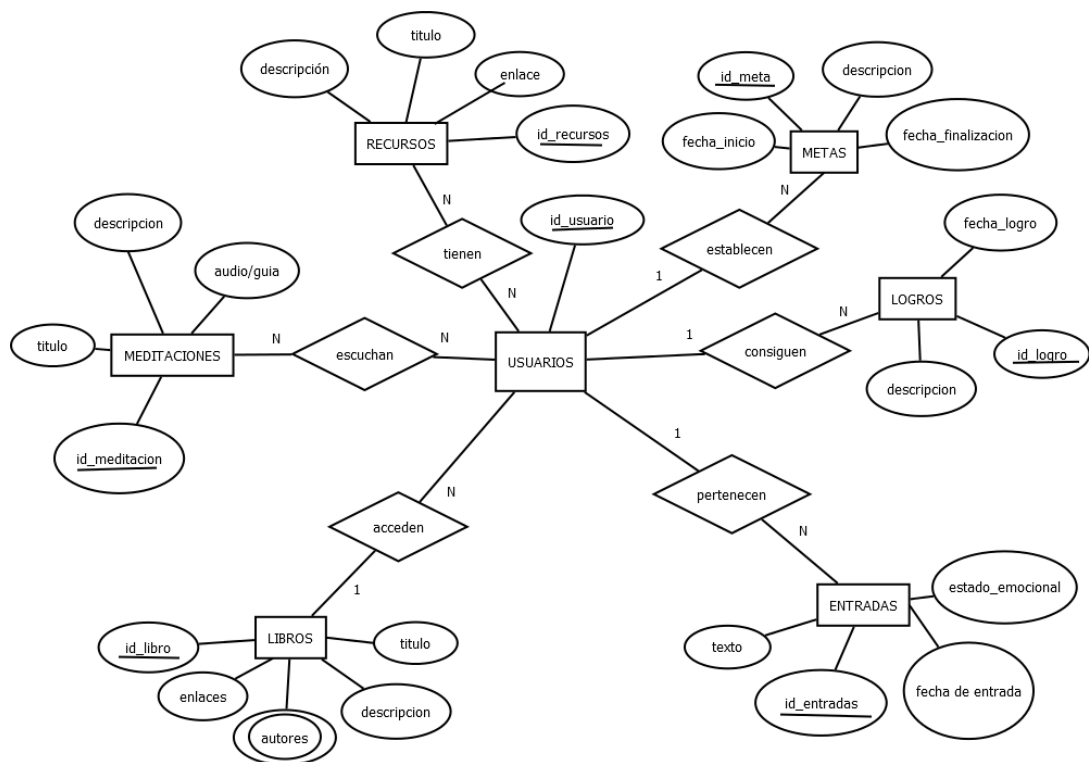 titulo
descripción
enlace
id_recursos
RECURSOS
id_meta
descripcion
fecha_inicio
METAS
fecha_finalizacion
N
N
descripcion
id_usuario
fecha_logro
tienen
establecen
audio/guia
1
N
LOGROS
titulo
MEDITACIONES
N
escuchan
N
USUARIOS
1
consiguen
N
id_logro
descripcion
id_meditacion
1
N
pertenecen
acceden
N
1
estado_emocional
ENTRADAS
LIBROS
titulo
id_libro
texto
enlaces
descripcion
id_entradas
fecha de entrada
autores